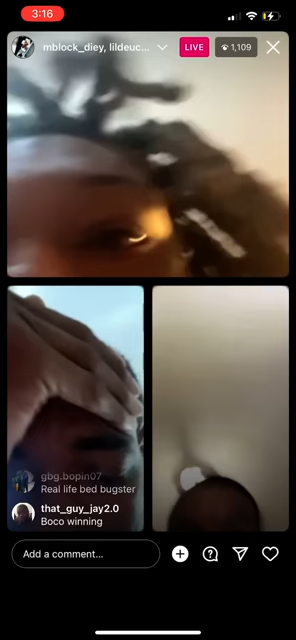 3:16
mblock_diey, lildeuc...
LIVE
1,109
gbg.bopin07
Real life bed bugster
that_guy_jay2.0
Boco winning
Add a comment...